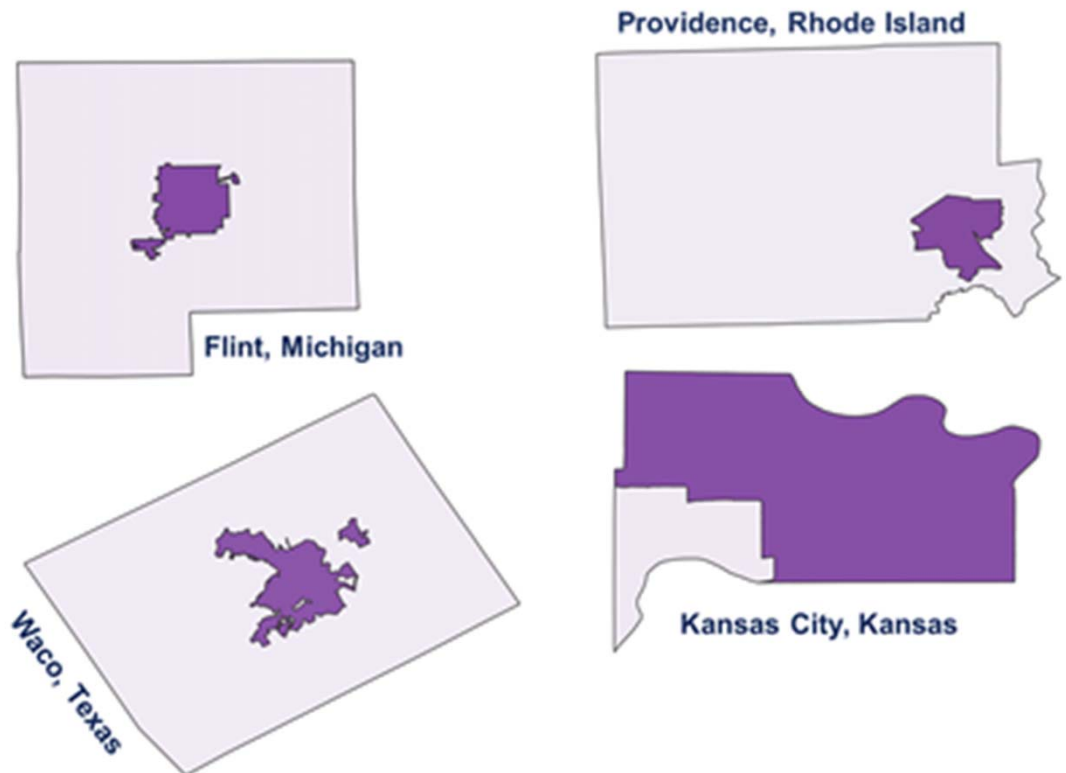 Providence, Rhode Island
Flint, Michigan
Waco, Texas
Kansas City, Kansas